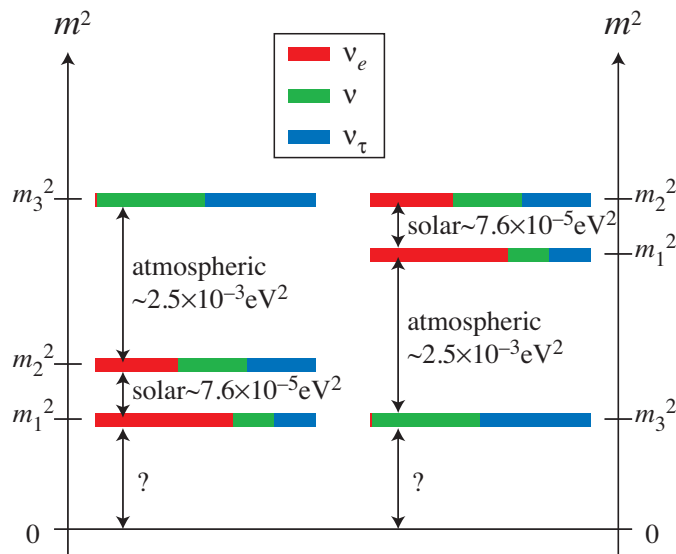 m²
m²
νₑ
ν
ν_τ
m₃²
m₂²
solar~7.6×10⁻⁵eV²
m₁²
atmospheric
~2.5×10⁻³eV²
atmospheric
~2.5×10⁻³eV²
m₂²
solar~7.6×10⁻⁵eV²
m₁²
m₃²
?
?
0
0